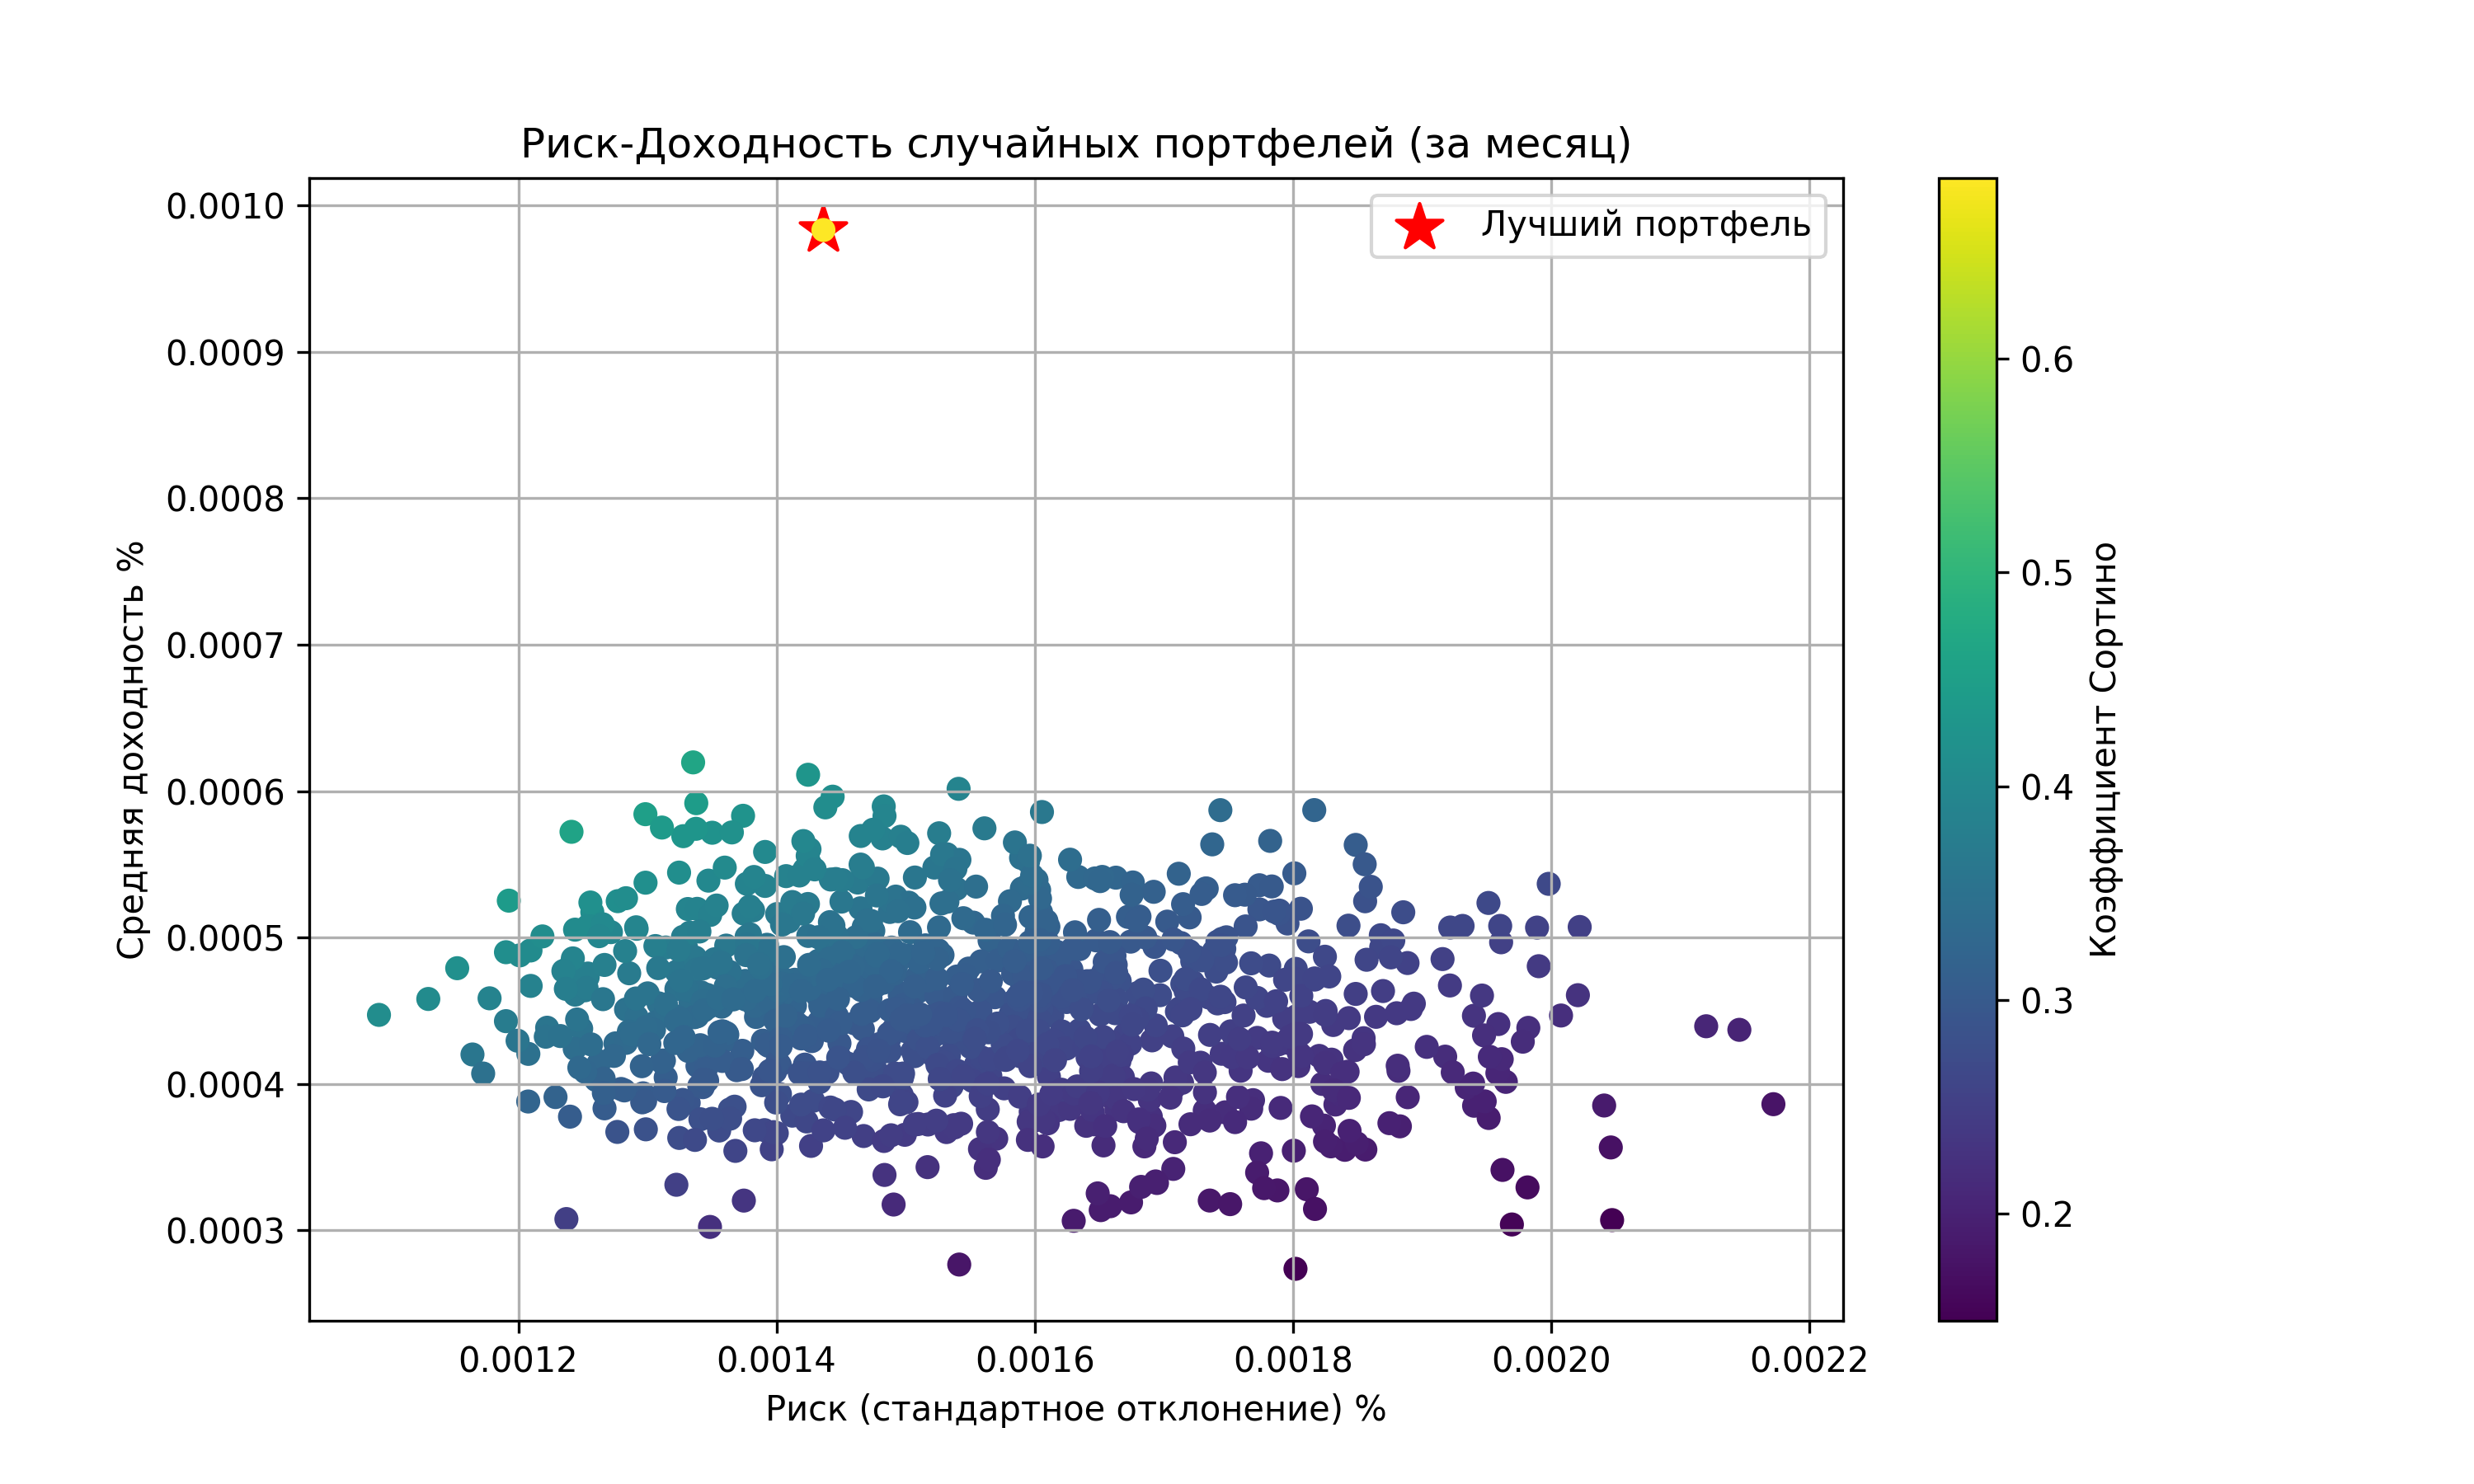 Риск-Доходность случайных портфелей (за месяц)
Лучший портфель
0.0010
0.0009
0.0008
0.0007
0.0006
0.0005
0.0004
0.0003
Средняя доходность %
0.0012 0.0014 0.0016 0.0018 0.0020 0.0022
Риск (стандартное отклонение) %
0.6
0.5
0.4
0.3
0.2
Коэффициент Сортино